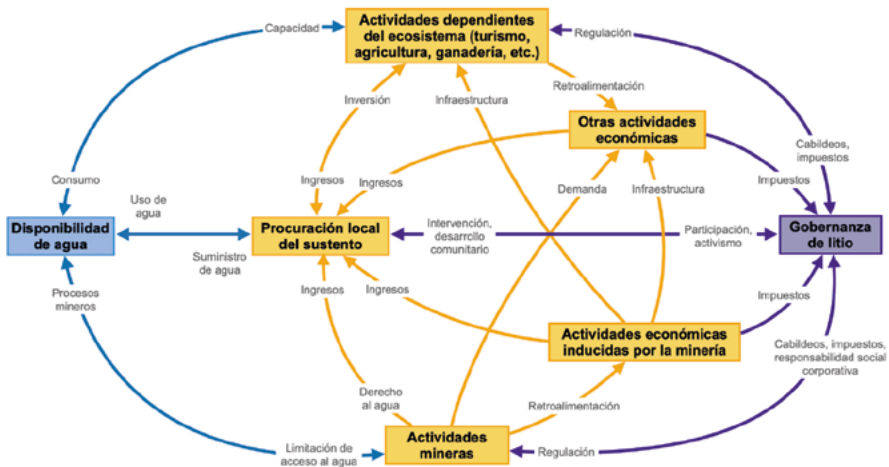 Actividades dependientes
del ecosistema (turismo,
agricultura, ganadería, etc.)
Capacidad
Regulación
Retroalimentación
Inversión
Infraestructura
Otras actividades
económicas
Cabildeos,
impuestos
Consumo
Ingresos
Ingresos
Demanda
Infraestructura
Impuestos
Uso de
agua
Disponibilidad
de agua
Procuración local
del sustento
Intervención,
desarrollo
comunitario
Participación,
activismo
Gobernanza
de litio
Suministro
de agua
Procesos
mineros
Ingresos
Ingresos
Impuestos
Actividades económicas
inducidas por la minería
Cabildeos, impuestos,
responsabilidad social
corporativa
Derecho
al agua
Retroalimentación
Limitación de
acceso al agua
Actividades
mineras
Regulación